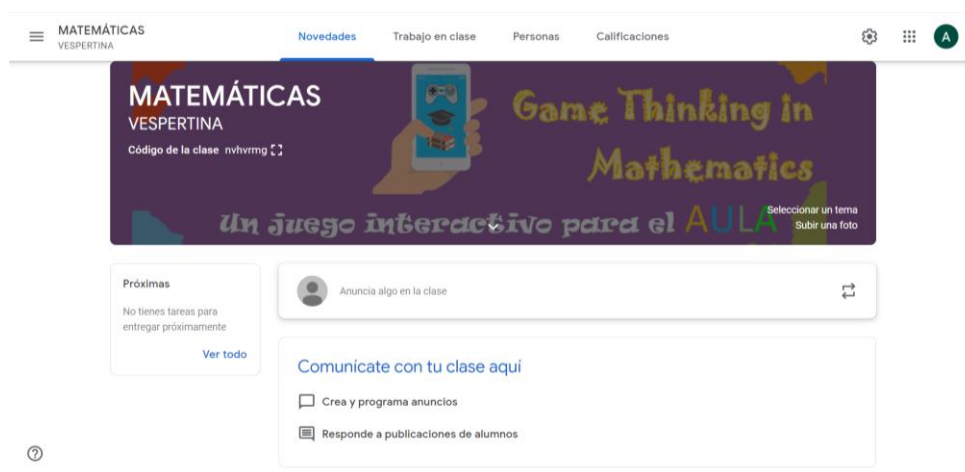 MATEMÁTICAS
VESPERTINA
Novedades
Trabajo en clase
Personas
Calificaciones
A
MATEMÁTICAS
VESPERTINA
Código de la clase nvhvrmg
Game Thinking in
Mathematics
Un juego interactivo para el AULA
Seleccionar un tema
Subir una foto
Próximas
No tienes tareas para
entregar próximamente
Ver todo
Anuncia algo en la clase
Comunícate con tu clase aquí
Crea y programa anuncios
Responde a publicaciones de alumnos